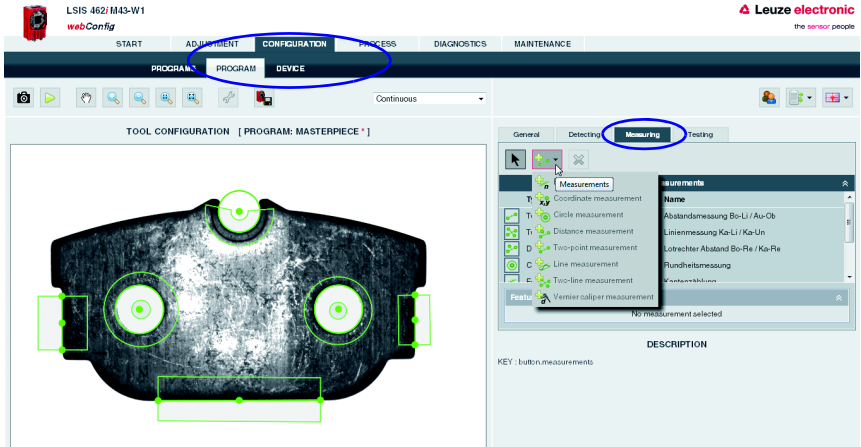 LSIS 462i M43-W1
Leuze electronic
webConfig
the sensor people
START ADJUSTMENT CONFIGURATION PROCESS DIAGNOSTICS MAINTENANCE
PROGRAMS PROGRAM DEVICE
Continuous
TOOL CONFIGURATION [ PROGRAM: MASTERPIECE * ]
General Detecting Measuring Testing
Measurements
Name
Coordinate measurement
Abstandsmessung Bo-Li / Au-Ob
Circle measurement
Linienmessung Ka-Li / Ka-Un
Distance measurement
Lotrechter Abstand Bo-Re / Ka-Re
Two-point measurement
Rundheitsmessung
Line measurement
Kantenzählung
Two-line measurement
Vernier caliper measurement
No measurement selected
DESCRIPTION
KEY : button.measurements